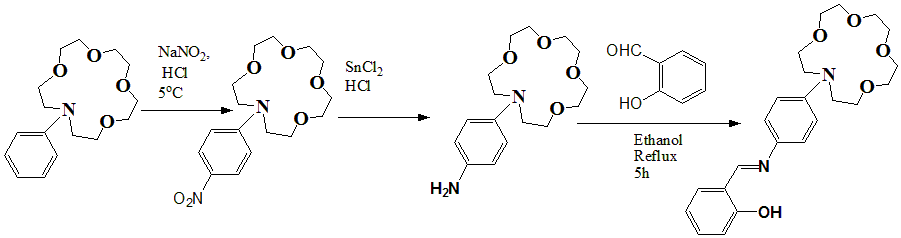 O
O
O
N
O
NaNO2,
HCl
5°C
O
O
O
N
O
O2N
SnCl2
HCl
O
O
O
N
O
H2N
OHC
HO
Ethanol
Reflux
5h
O
O
O
N
O
N
OH